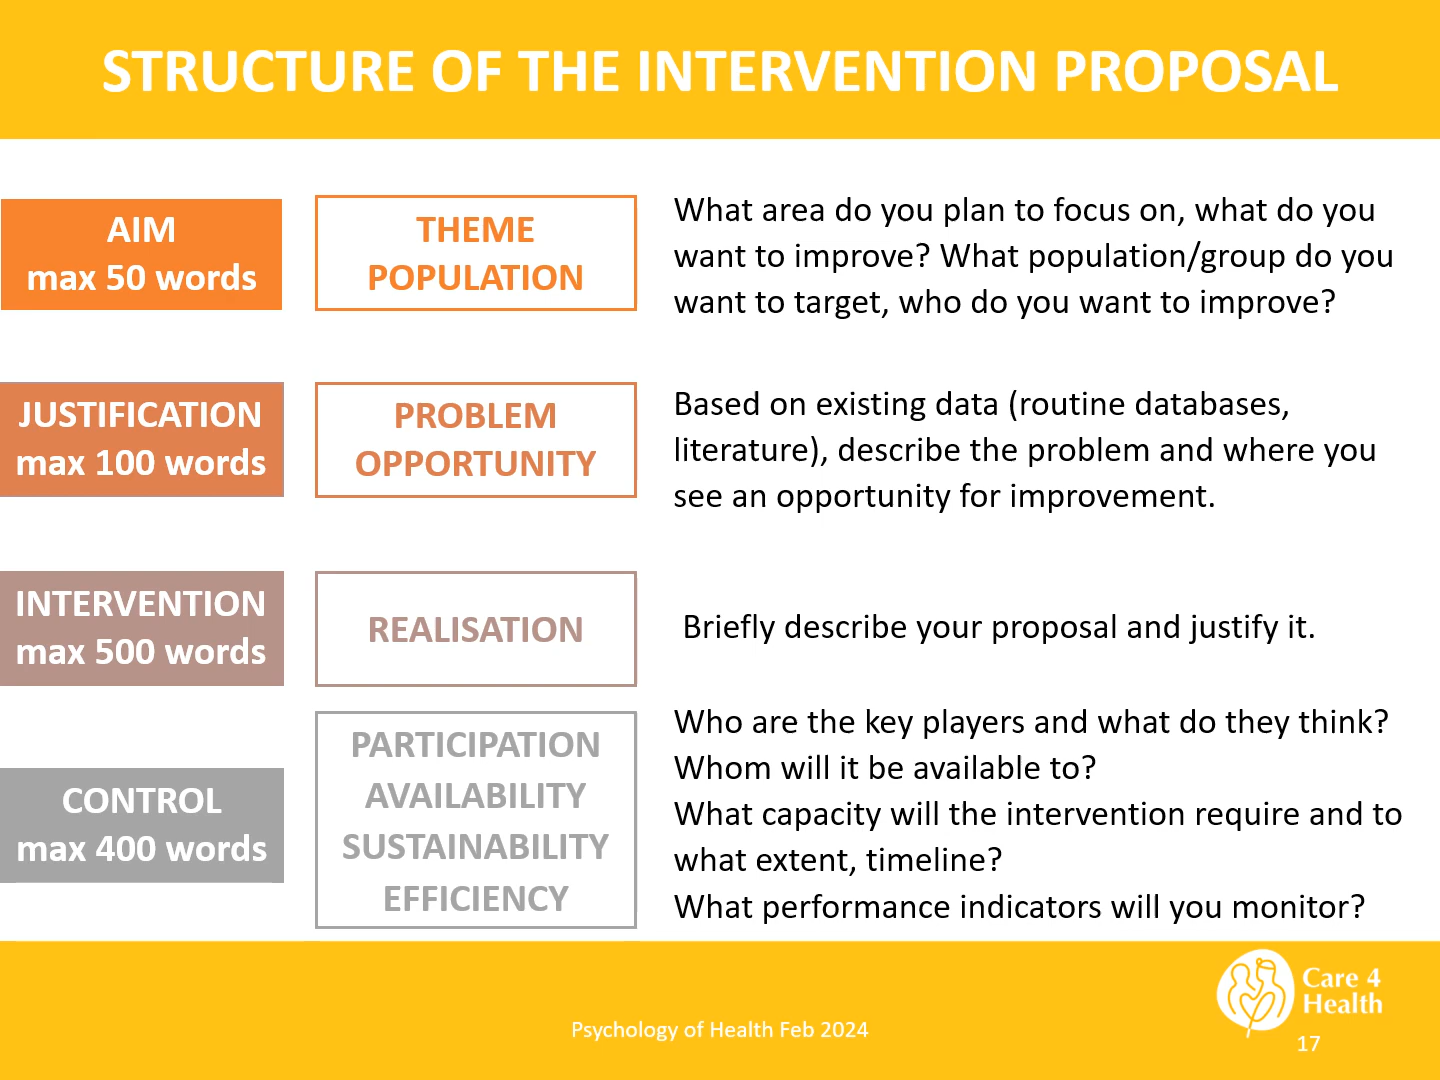 STRUCTURE OF THE INTERVENTION PROPOSAL
AIM
max 50 words
THEME
POPULATION
What area do you plan to focus on, what do you
want to improve? What population/group do you
want to target, who do you want to improve?
JUSTIFICATION
max 100 words
PROBLEM
OPPORTUNITY
Based on existing data (routine databases,
literature), describe the problem and where you
see an opportunity for improvement.
INTERVENTION
max 500 words
REALISATION
Briefly describe your proposal and justify it.
CONTROL
max 400 words
PARTICIPATION
AVAILABILITY
SUSTAINABILITY
EFFICIENCY
Who are the key players and what do they think?
Whom will it be available to?
What capacity will the intervention require and to
what extent, timeline?
What performance indicators will you monitor?
Psychology of Health Feb 2024
Care 4
Health
17